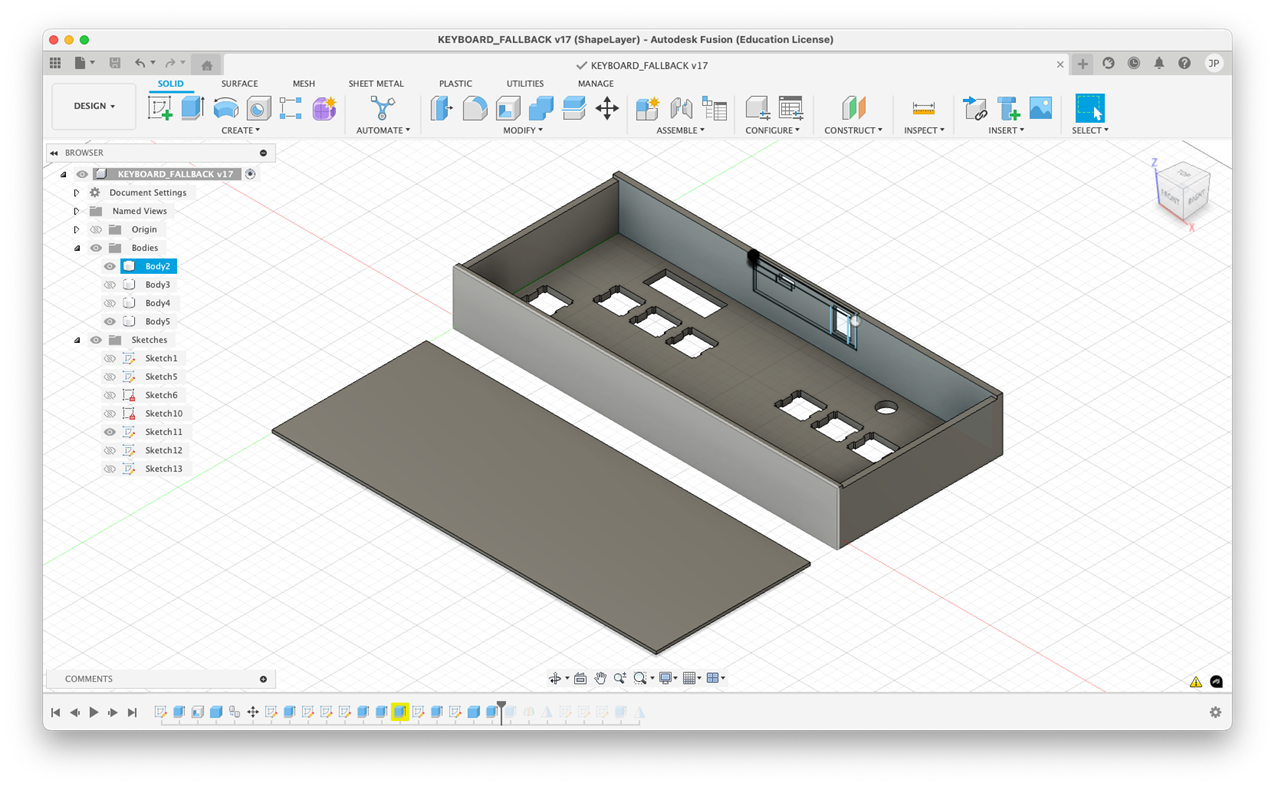 KEYBOARD_FALLBACK v17 (ShapeLayer) - Autodesk Fusion (Education License)
KEYBOARD_FALLBACK v17
JP
SOLID SURFACE MESH SHEET METAL PLASTIC UTILITIES MANAGE
DESIGN
CREATE AUTOMATE MODIFY ASSEMBLE CONFIGURE CONSTRUCT INSPECT INSERT SELECT
BROWSER
KEYBOARD_FALLBACK v17
Document Settings
Named Views
Origin
Bodies
Body2
Body3
Body4
Body5
Sketches
Sketch1
Sketch5
Sketch6
Sketch10
Sketch11
Sketch12
Sketch13
Z
TOP
FRONT RIGHT
X
COMMENTS